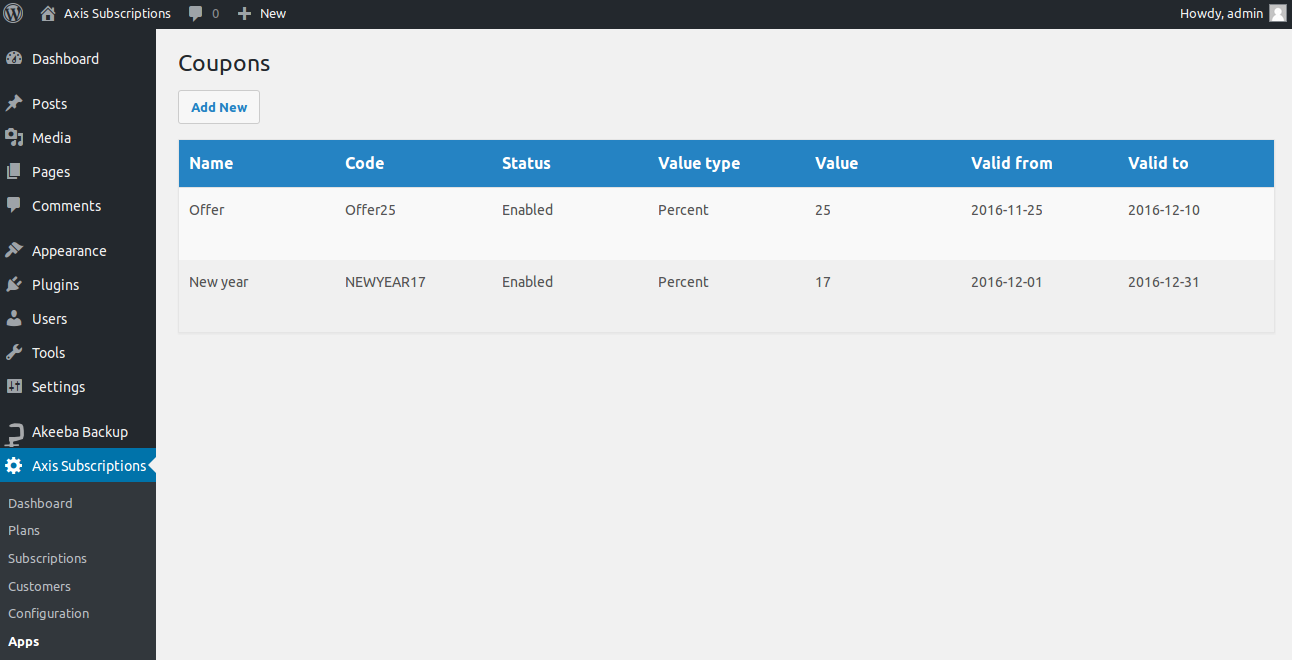 Axis Subscriptions 0 New Howdy, admin
Dashboard
Posts
Media
Pages
Comments
Appearance
Plugins
Users
Tools
Settings
Akeeba Backup
Axis Subscriptions
Dashboard
Plans
Subscriptions
Customers
Configuration
Apps
Coupons
Add New
Name Code Status Value type Value Valid from Valid to
Offer Offer25 Enabled Percent 25 2016-11-25 2016-12-10
New year NEWYEAR17 Enabled Percent 17 2016-12-01 2016-12-31